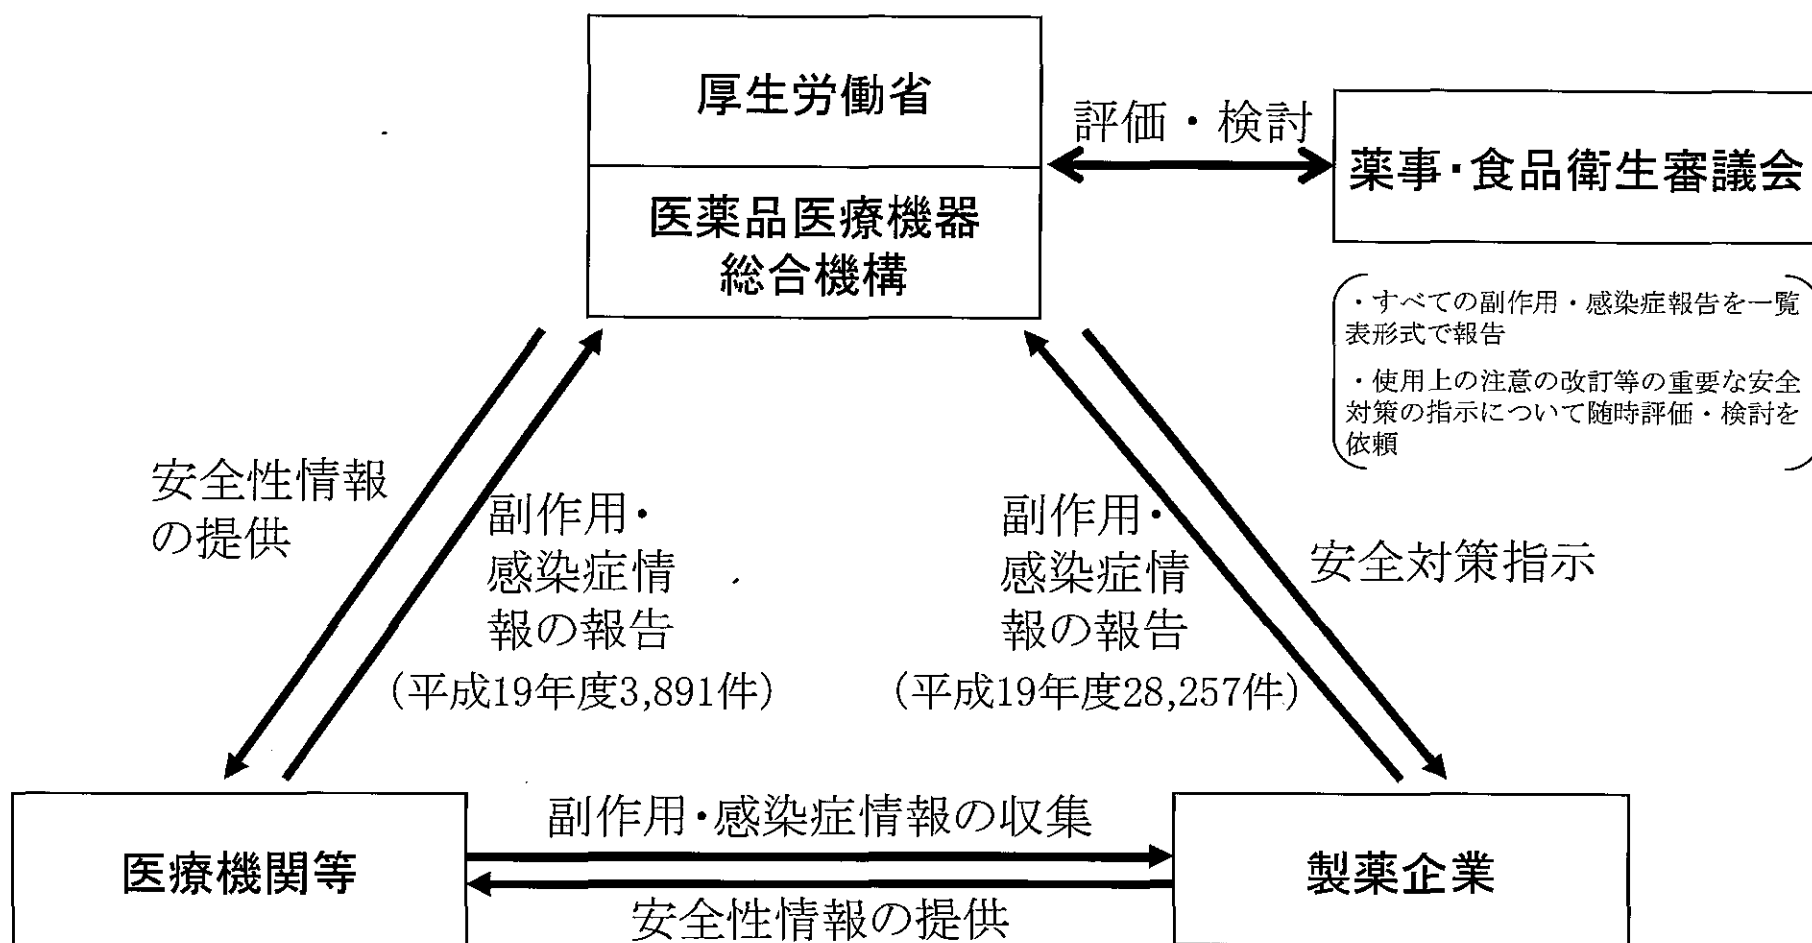 厚生労働省
医薬品医療機器
総合機構
評価・検討
薬事・食品衛生審議会
・すべての副作用・感染症報告を一覧
表形式で報告
・使用上の注意の改訂等の重要な安全
対策の指示について随時評価・検討を
依頼
安全性情報
の提供
副作用・
感染症情
報の報告
（平成19年度3,891件）
副作用・
感染症情
報の報告
（平成19年度28,257件）
安全対策指示
医療機関等
副作用・感染症情報の収集
安全性情報の提供
製薬企業